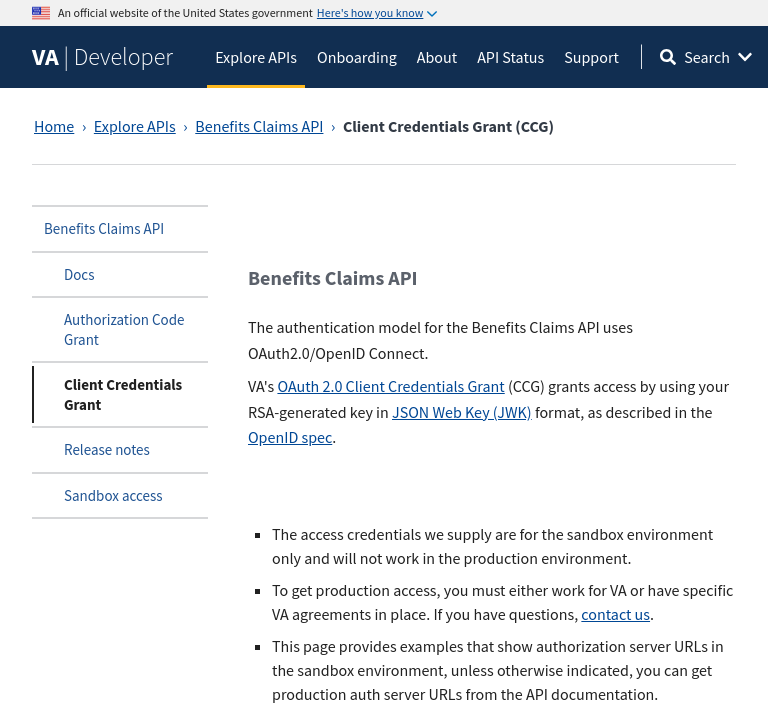 An official website of the United States government Here's how you know
VA | Developer
Explore APIs
Onboarding
About
API Status
Support
Search
Home › Explore APIs › Benefits Claims API › Client Credentials Grant (CCG)
Benefits Claims API
Docs
Authorization Code
Grant
Client Credentials
Grant
Release notes
Sandbox access
Benefits Claims API
The authentication model for the Benefits Claims API uses
OAuth2.0/OpenID Connect.
VA's OAuth 2.0 Client Credentials Grant (CCG) grants access by using your
RSA-generated key in JSON Web Key (JWK) format, as described in the
OpenID spec.
▪ The access credentials we supply are for the sandbox environment
only and will not work in the production environment.
▪ To get production access, you must either work for VA or have specific
VA agreements in place. If you have questions, contact us.
▪ This page provides examples that show authorization server URLs in
the sandbox environment, unless otherwise indicated, you can get
production auth server URLs from the API documentation.